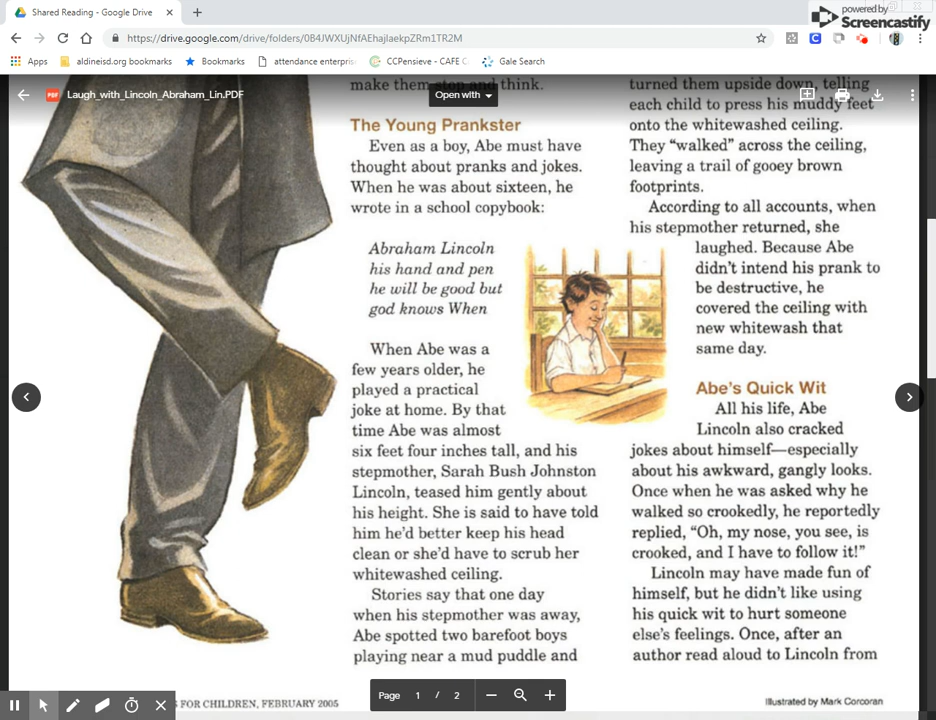 Shared Reading - Google Drive
powered by
Screencastify
https://drive.google.com/drive/folders/0B4JWXUjNfAEhajlaekpZRm1TR2M
Apps
aldineisd.org bookmarks
Bookmarks
attendance enterpris
CCPensieve - CAFE C
Gale Search
Laugh_with_Lincoln_Abraham_Lin.PDF
Open with
make them stop and think.
The Young Prankster
Even as a boy, Abe must have
thought about pranks and jokes.
When he was about sixteen, he
wrote in a school copybook:
Abraham Lincoln
his hand and pen
he will be good but
god knows When
When Abe was a
few years older, he
played a practical
joke at home. By that
time Abe was almost
six feet four inches tall, and his
stepmother, Sarah Bush Johnston
Lincoln, teased him gently about
his height. She is said to have told
him he'd better keep his head
clean or she'd have to scrub her
whitewashed ceiling.
Stories say that one day
when his stepmother was away,
Abe spotted two barefoot boys
playing near a mud puddle and
turned them upside down, telling
each child to press his muddy feet
onto the whitewashed ceiling.
They “walked” across the ceiling,
leaving a trail of gooey brown
footprints.
According to all accounts, when
his stepmother returned, she
laughed. Because Abe
didn't intend his prank to
be destructive, he
covered the ceiling with
new whitewash that
same day.
Abe's Quick Wit
All his life, Abe
Lincoln also cracked
jokes about himself—especially
about his awkward, gangly looks.
Once when he was asked why he
walked so crookedly, he reportedly
replied, “Oh, my nose, you see, is
crooked, and I have to follow it!”
Lincoln may have made fun of
himself, but he didn't like using
his quick wit to hurt someone
else's feelings. Once, after an
author read aloud to Lincoln from
Page 1 / 2
S FOR CHILDREN, FEBRUARY 2005
Illustrated by Mark Corcoran